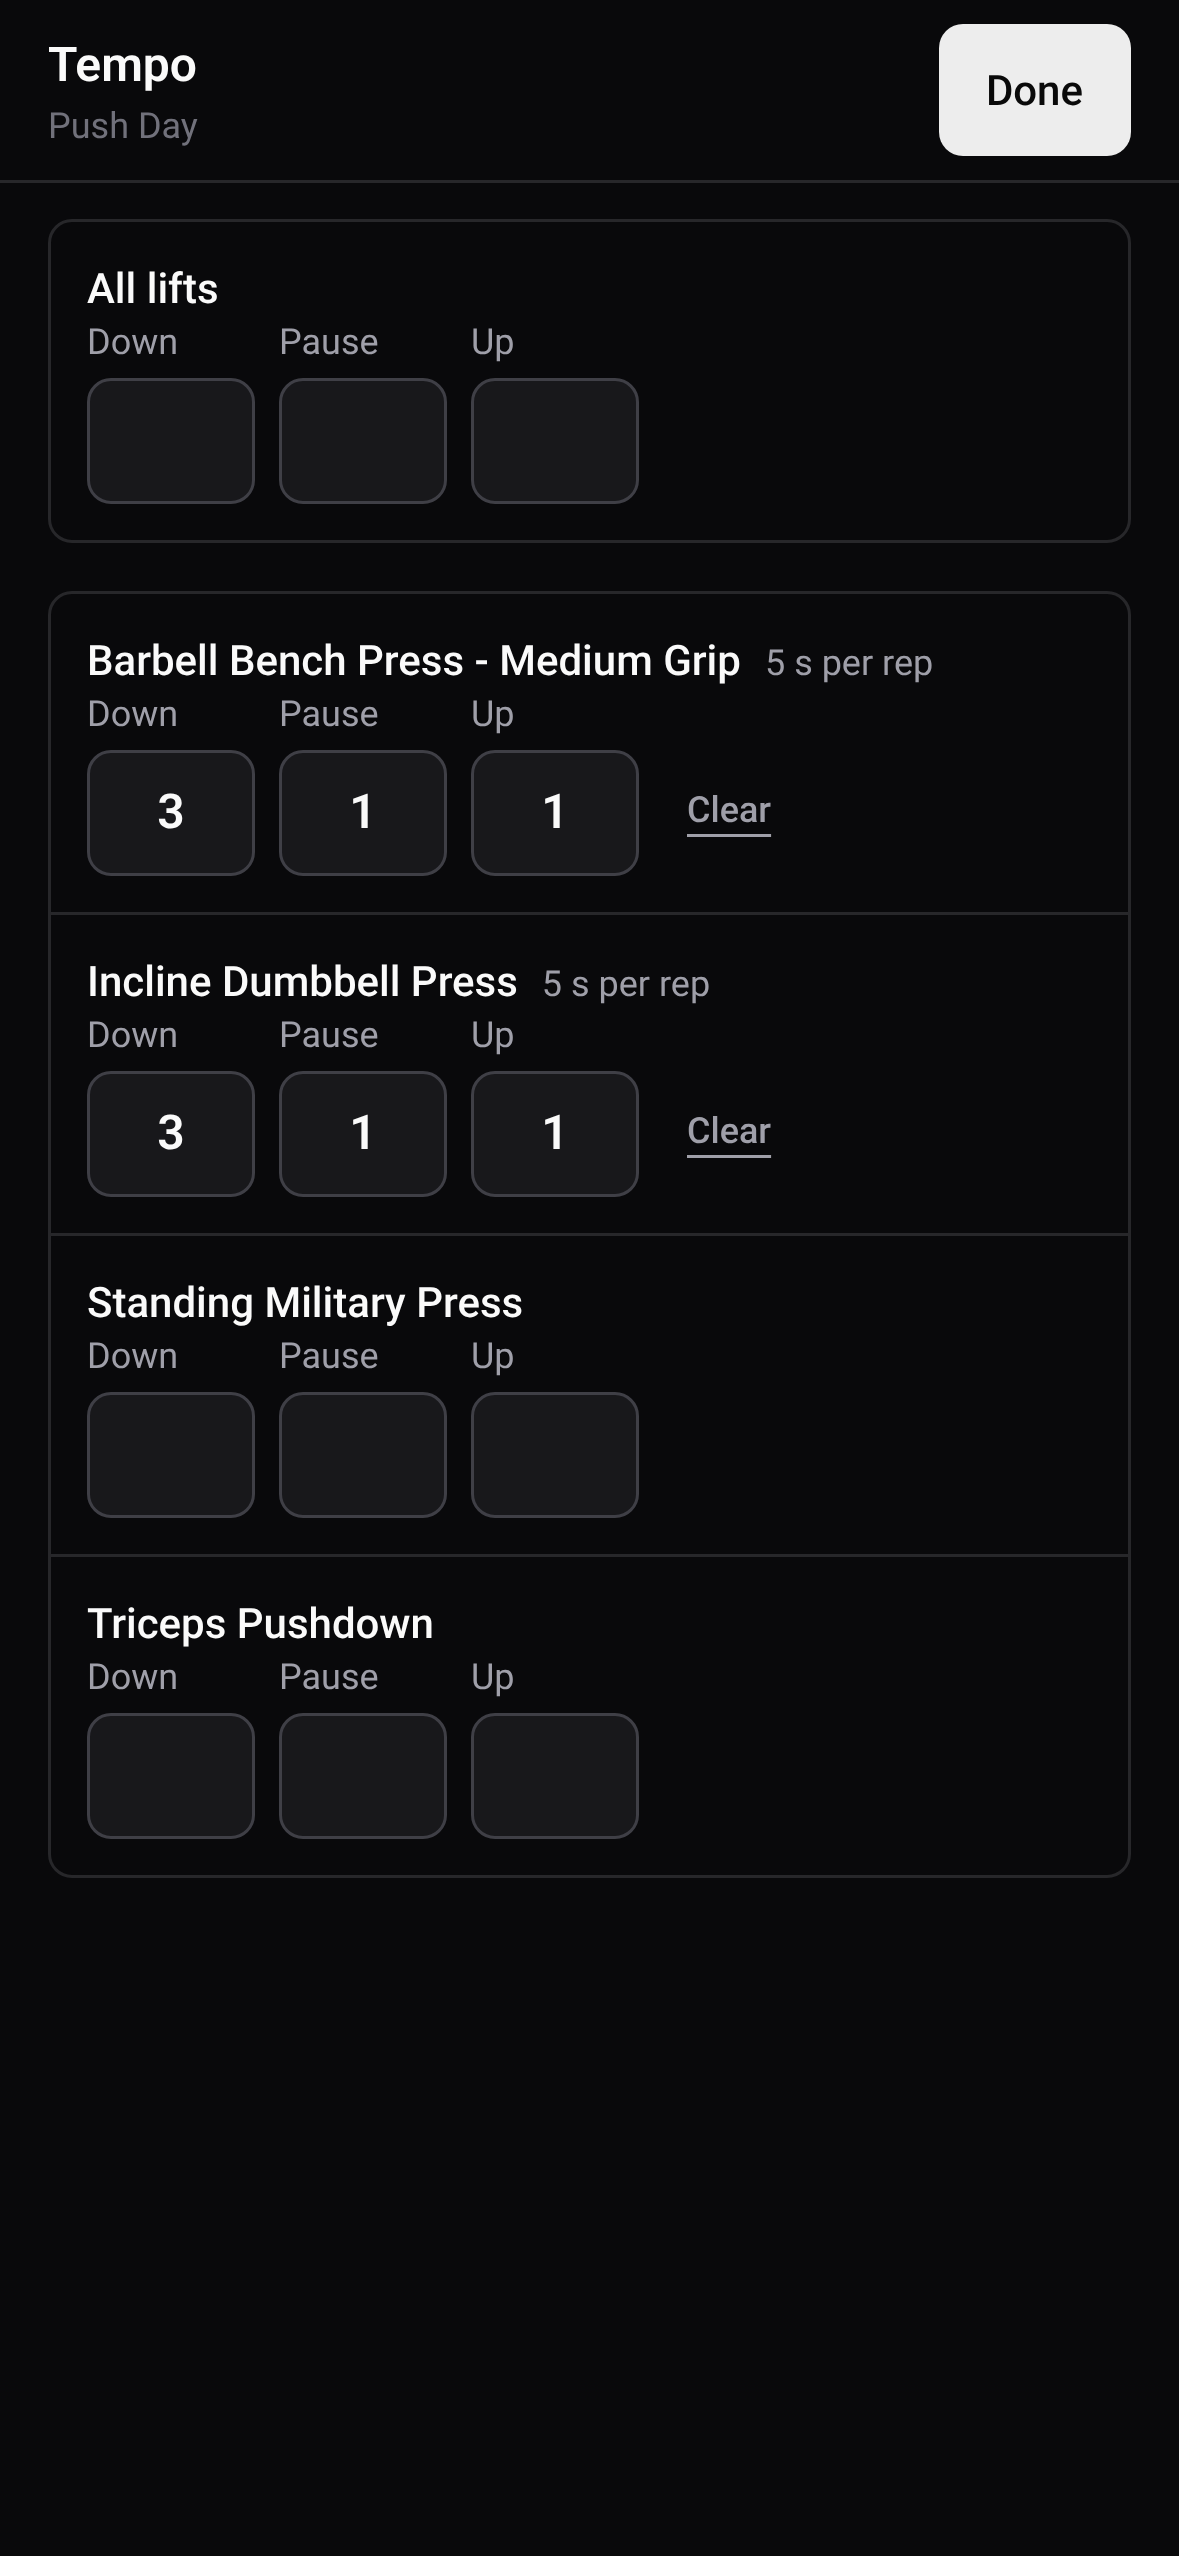 Tempo
Push Day
Done
All lifts
Down Pause Up
Barbell Bench Press - Medium Grip 5 s per rep
Down Pause Up
3 1 1 Clear
Incline Dumbbell Press 5 s per rep
Down Pause Up
3 1 1 Clear
Standing Military Press
Down Pause Up
Triceps Pushdown
Down Pause Up